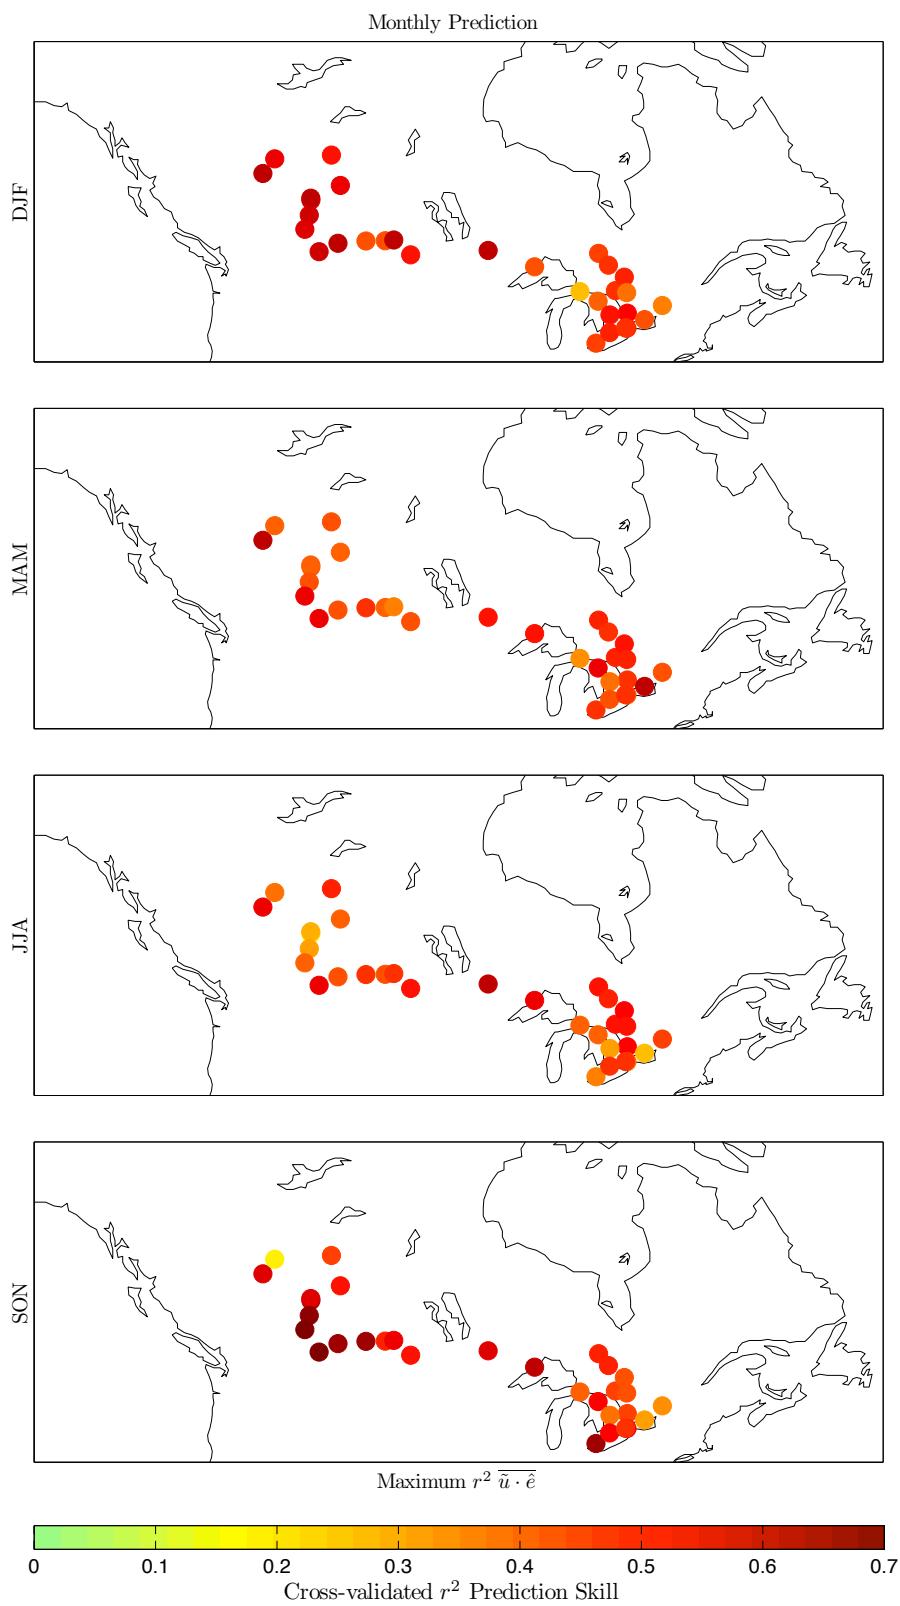 Monthly Prediction
DJF
MAM
JJA
SON
Maximum r² \overline{ũ · ê}
0 0.1 0.2 0.3 0.4 0.5 0.6 0.7
Cross-validated r² Prediction Skill